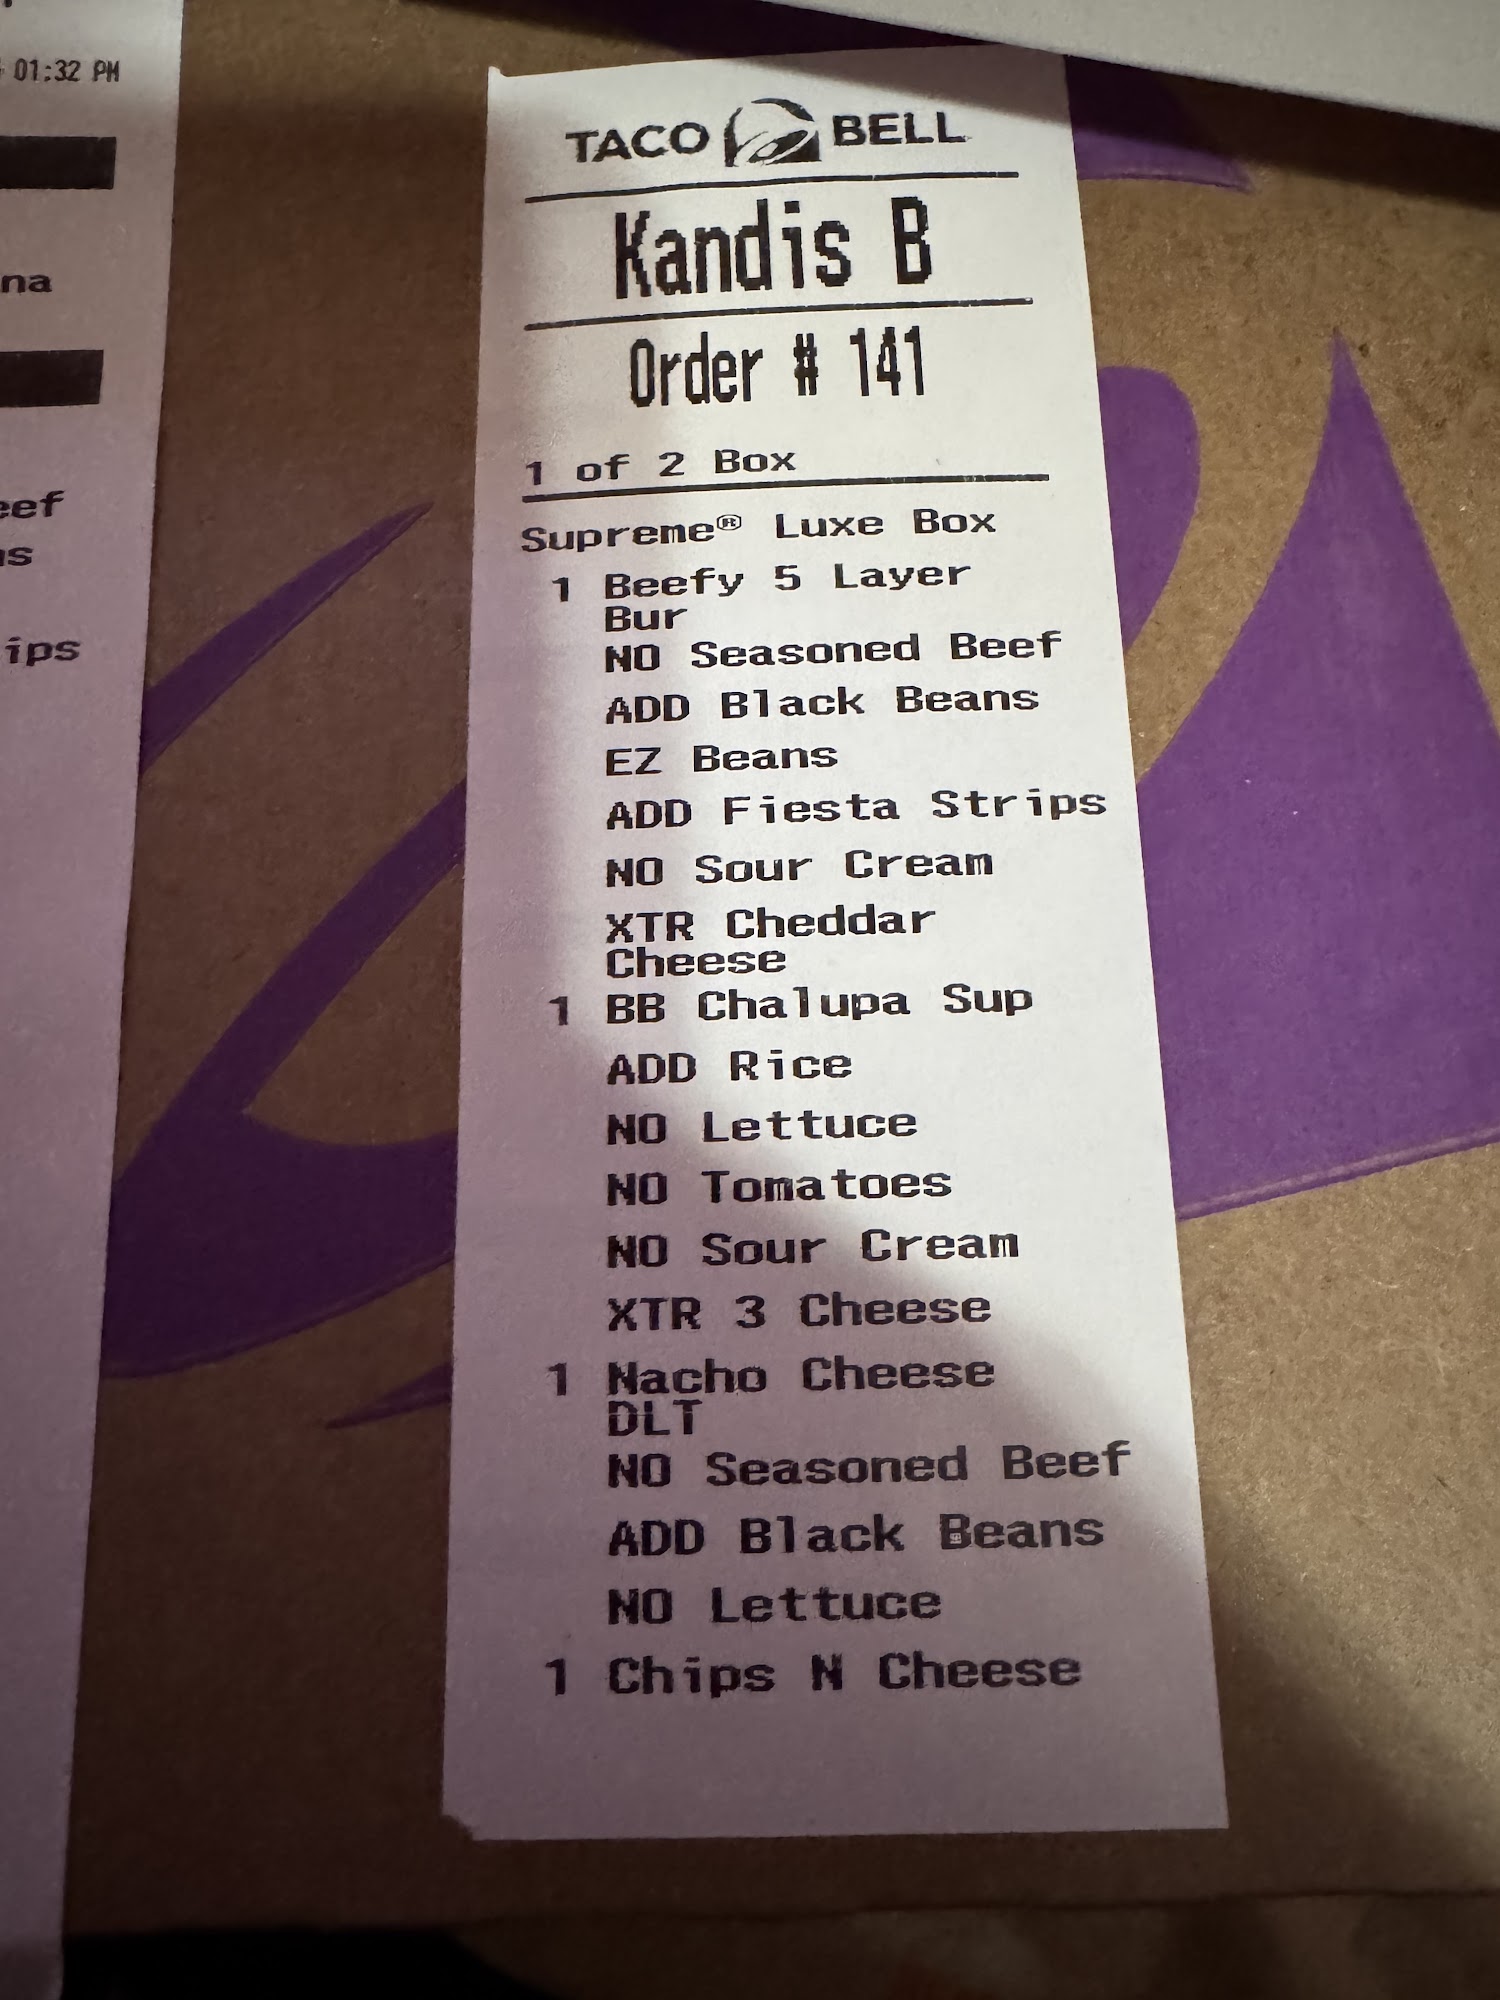 01:32 PM
na
eef
ns
ips
TACO BELL
Kandis B
Order # 141
1 of 2 Box
Supreme® Luxe Box
1 Beefy 5 Layer
Bur
NO Seasoned Beef
ADD Black Beans
EZ Beans
ADD Fiesta Strips
NO Sour Cream
XTR Cheddar
Cheese
1 BB Chalupa Sup
ADD Rice
NO Lettuce
NO Tomatoes
NO Sour Cream
XTR 3 Cheese
1 Nacho Cheese
DLT
NO Seasoned Beef
ADD Black Beans
NO Lettuce
1 Chips N Cheese